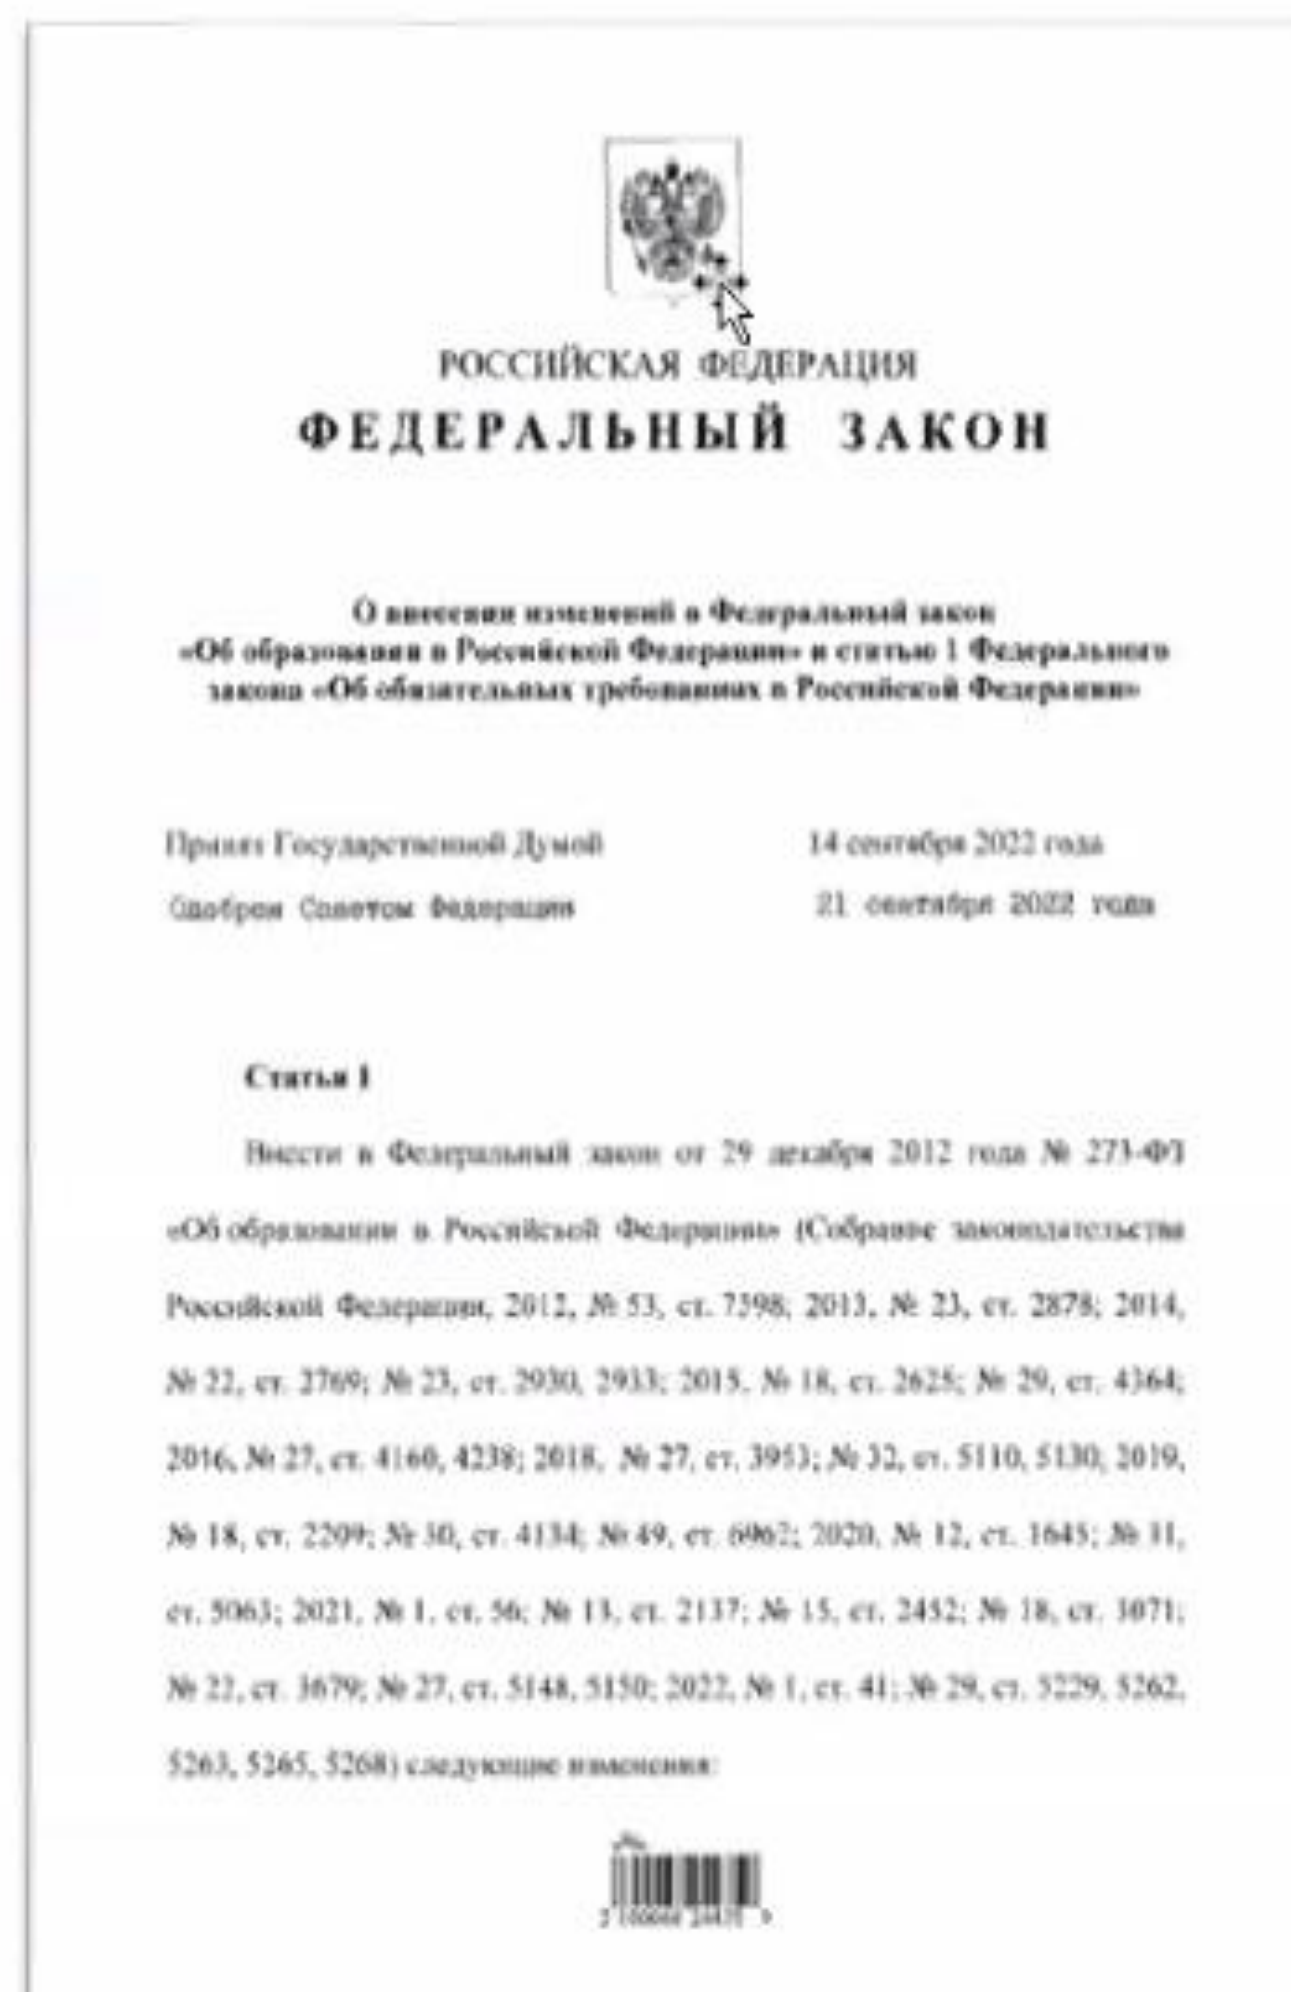 РОССИЙСКАЯ ФЕДЕРАЦИЯ
ФЕДЕРАЛЬНЫЙ ЗАКОН
О внесении изменений в Федеральный закон
«Об образовании в Российской Федерации» и статью 1 Федерального
закона «Об обязательных требованиях в Российской Федерации»
Принят Государственной Думой 14 сентября 2022 года
Одобрен Советом Федерации 21 сентября 2022 года
Статья 1
Внести в Федеральный закон от 29 декабря 2012 года № 273-ФЗ
«Об образовании в Российской Федерации» (Собрание законодательства
Российской Федерации, 2012, № 53, ст. 7598; 2013, № 23, ст. 2878; 2014,
№ 22, ст. 2769; № 23, ст. 2930, 2933; 2015, № 18, ст. 2625; № 29, ст. 4364;
2016, № 27, ст. 4160, 4238; 2018, № 27, ст. 3953; № 32, ст. 5110, 5130; 2019,
№ 18, ст. 2209; № 30, ст. 4134; № 49, ст. 6962; 2020, № 12, ст. 1645; № 31,
ст. 5063; 2021, № 1, ст. 56; № 13, ст. 2137; № 15, ст. 2452; № 18, ст. 3071;
№ 22, ст. 3679; № 27, ст. 5148, 5150; 2022, № 1, ст. 41; № 29, ст. 5229, 5262,
5263, 5265, 5268) следующие изменения: